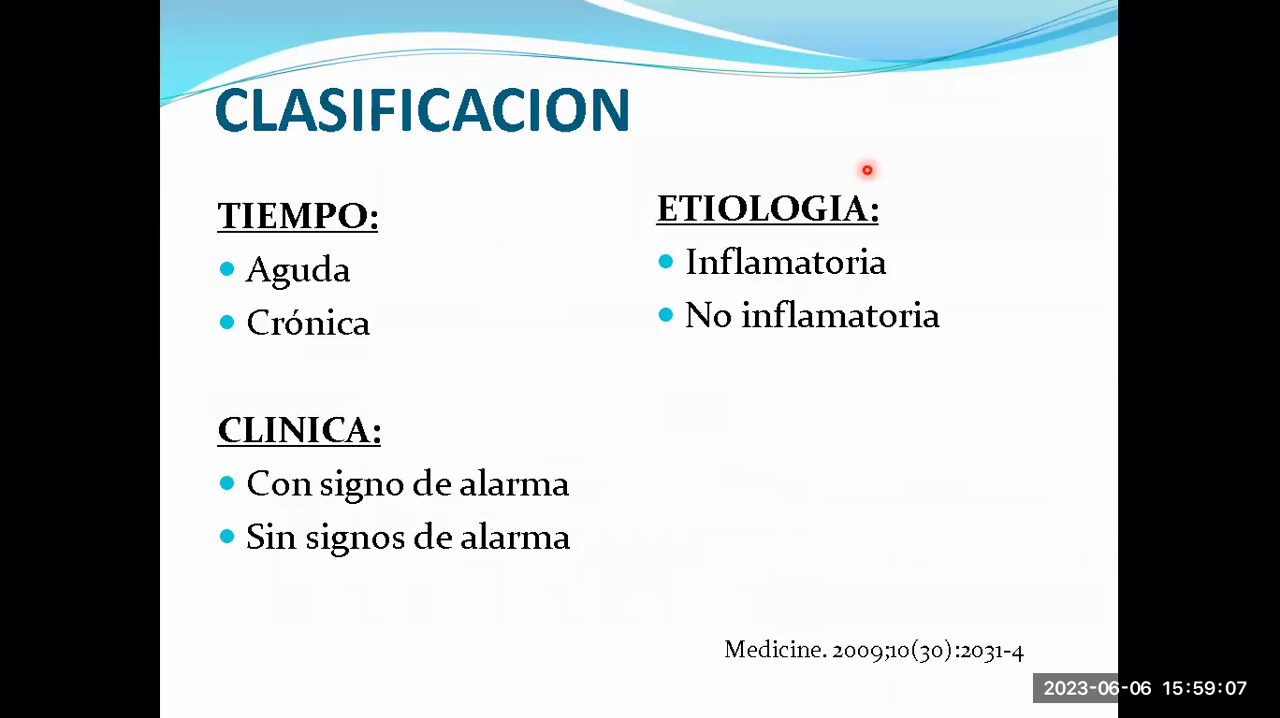 CLASIFICACION
TIEMPO:
Aguda
Crónica
CLINICA:
Con signo de alarma
Sin signos de alarma
ETIOLOGIA:
Inflamatoria
No inflamatoria
Medicine. 2009;10(30):2031-4
2023-06-06 15:59:07